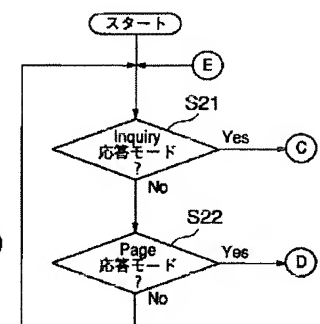 スタート
E
S21
Inquiry
応答モード
?
Yes
C
No
S22
Page
応答モード
?
Yes
D
No